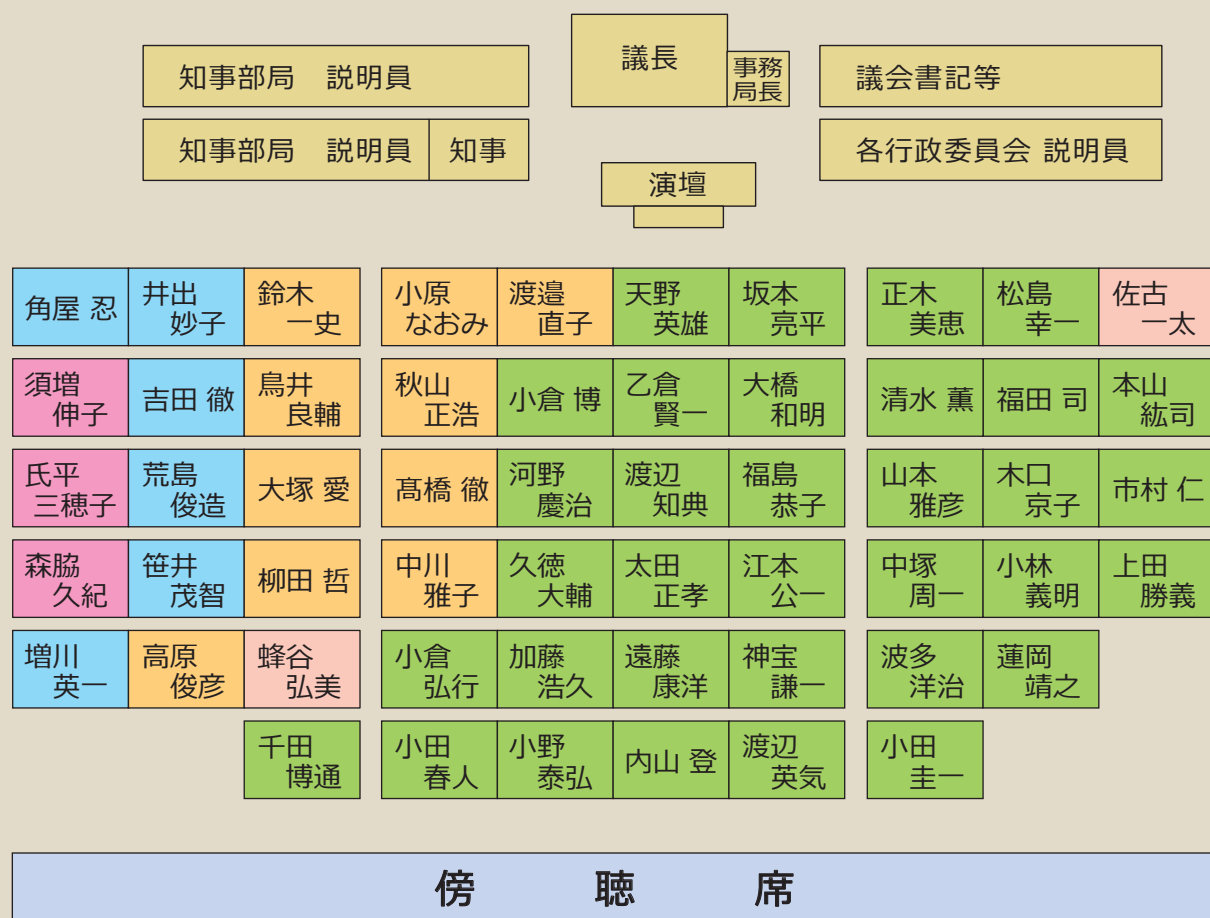 議長
事務
局長
知事部局　説明員
議会書記等
知事部局　説明員
知事
各行政委員会 説明員
演壇
角屋 忍
井出
妙子
鈴木
一史
小原
なおみ
渡邉
直子
天野
英雄
坂本
亮平
正木
美恵
松島
幸一
佐古
一太
須増
伸子
吉田 徹
鳥井
良輔
秋山
正浩
小倉 博
乙倉
賢一
大橋
和明
清水 薫
福田 司
本山
紘司
氏平
三穂子
荒島
俊造
大塚 愛
髙橋 徹
河野
慶治
渡辺
知典
福島
恭子
山本
雅彦
木口
京子
市村 仁
森脇
久紀
笹井
茂智
柳田 哲
中川
雅子
久徳
大輔
太田
正孝
江本
公一
中塚
周一
小林
義明
上田
勝義
増川
英一
高原
俊彦
蜂谷
弘美
小倉
弘行
加藤
浩久
遠藤
康洋
神宝
謙一
波多
洋治
蓮岡
靖之
千田
博通
小田
春人
小野
泰弘
内山 登
渡辺
英気
小田
圭一
傍　聴　席